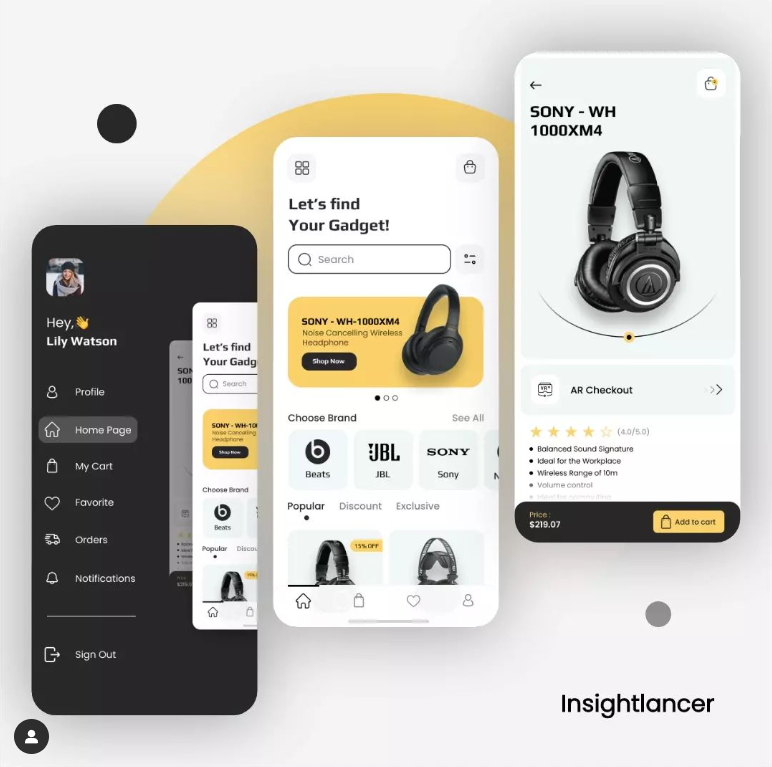 Hey,👋
Lily Watson
Profile
Home Page
My Cart
Favorite
Orders
Notifications
Sign Out
Let's find
Your Gadg
Search
SONY - WH-10
Noise Cancelling
Headphone
Shop Now
Choose Brand
Beats
Popular
Discou
Let's find
Your Gadget!
Search
SONY - WH-1000XM4
Noise Cancelling Wireless
Headphone
Shop Now
Choose Brand
See All
Beats
JBL
JBL
SONY
Sony
N
Popular
Discount
Exclusive
15% OFF
SONY - WH
1000XM4
AR Checkout
(4.0/5.0)
Balanced Sound Signature
Ideal for the Workplace
Wireless Range of 10m
Volume control
Price :
$219.07
Add to cart
Insightlancer